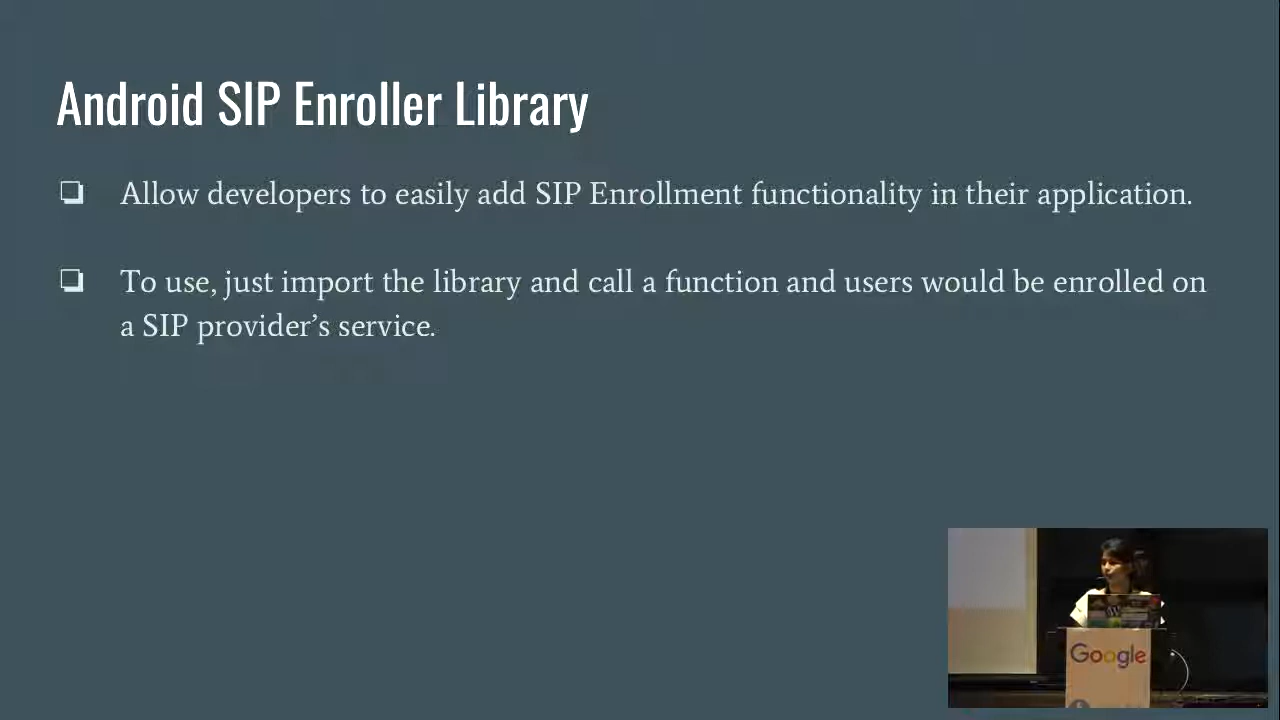 Android SIP Enroller Library
❏ Allow developers to easily add SIP Enrollment functionality in their application.
❏ To use, just import the library and call a function and users would be enrolled on
a SIP provider’s service.
Google